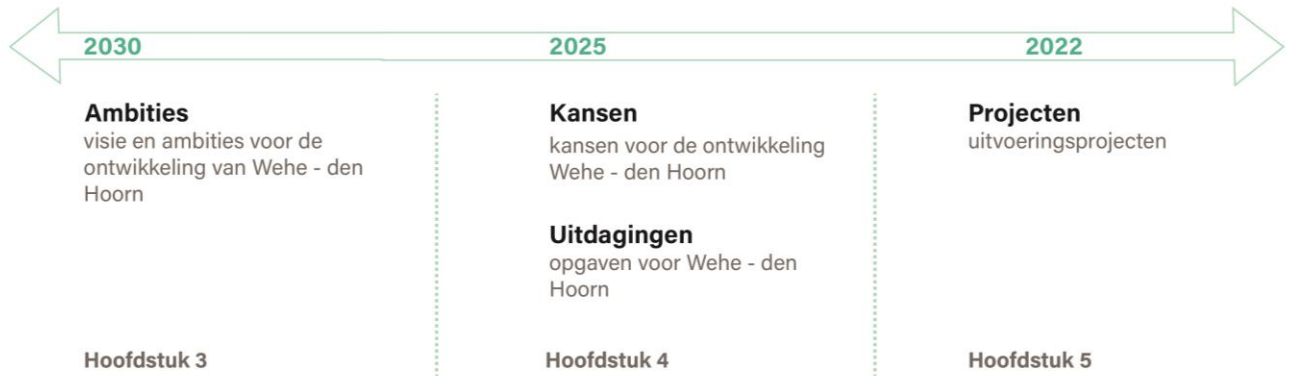 2030
2025
2022
Ambities
visie en ambities voor de
ontwikkeling van Wehe - den
Hoorn
Kansen
kansen voor de ontwikkeling
Wehe - den Hoorn
Uitdagingen
opgaven voor Wehe - den
Hoorn
Projecten
uitvoeringsprojecten
Hoofdstuk 3
Hoofdstuk 4
Hoofdstuk 5